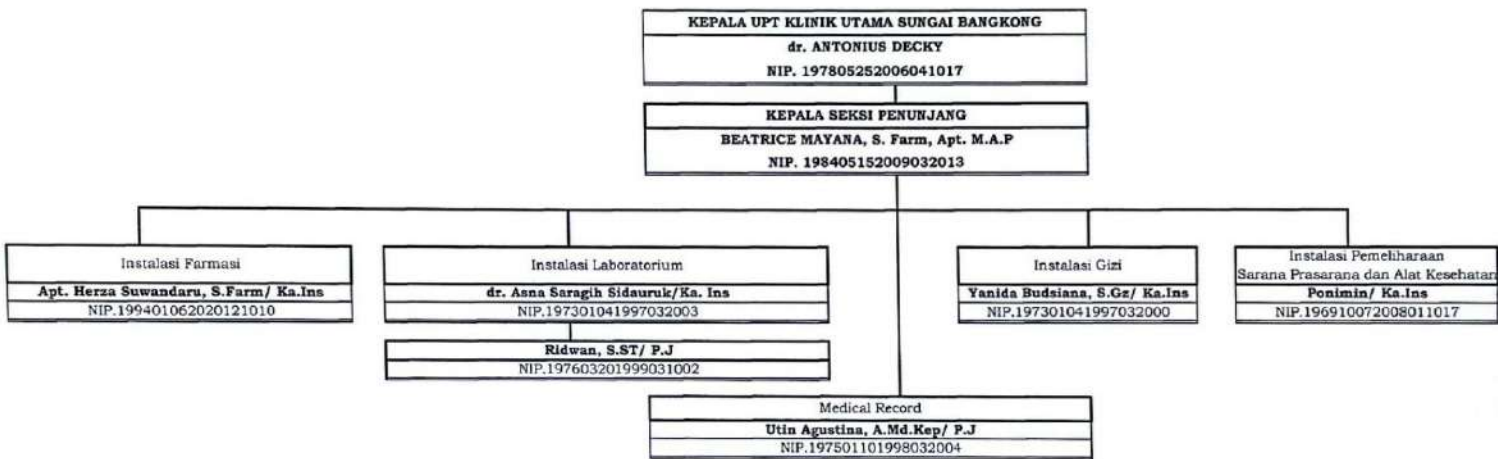 KEPALA UPT KLINIK UTAMA SUNGAI BANGKONG
dr. ANTONIUS DECKY
NIP. 197805252006041017
KEPALA SEKSI PENUNJANG
BEATRICE MAYANA, S. Farm, Apt. M.A.P
NIP. 198405152009032013
Instalasi Farmasi
Apt. Herza Suwandaru, S.Farm/ Ka.Ins
NIP.199401062020121010
Instalasi Laboratorium
dr. Asna Saragih Sidauruk/Ka. Ins
NIP.197301041997032003
Ridwan, S.ST/ P.J
NIP.197603201999031002
Instalasi Gizi
Yanida Budsiana, S.Gz/ Ka.Ins
NIP.197301041997032000
Instalasi Pemeliharaan
Sarana Prasarana dan Alat Kesehatan
Ponimin/ Ka.Ins
NIP.196910072008011017
Medical Record
Utin Agustina, A.Md.Kep/ P.J
NIP.197501101998032004